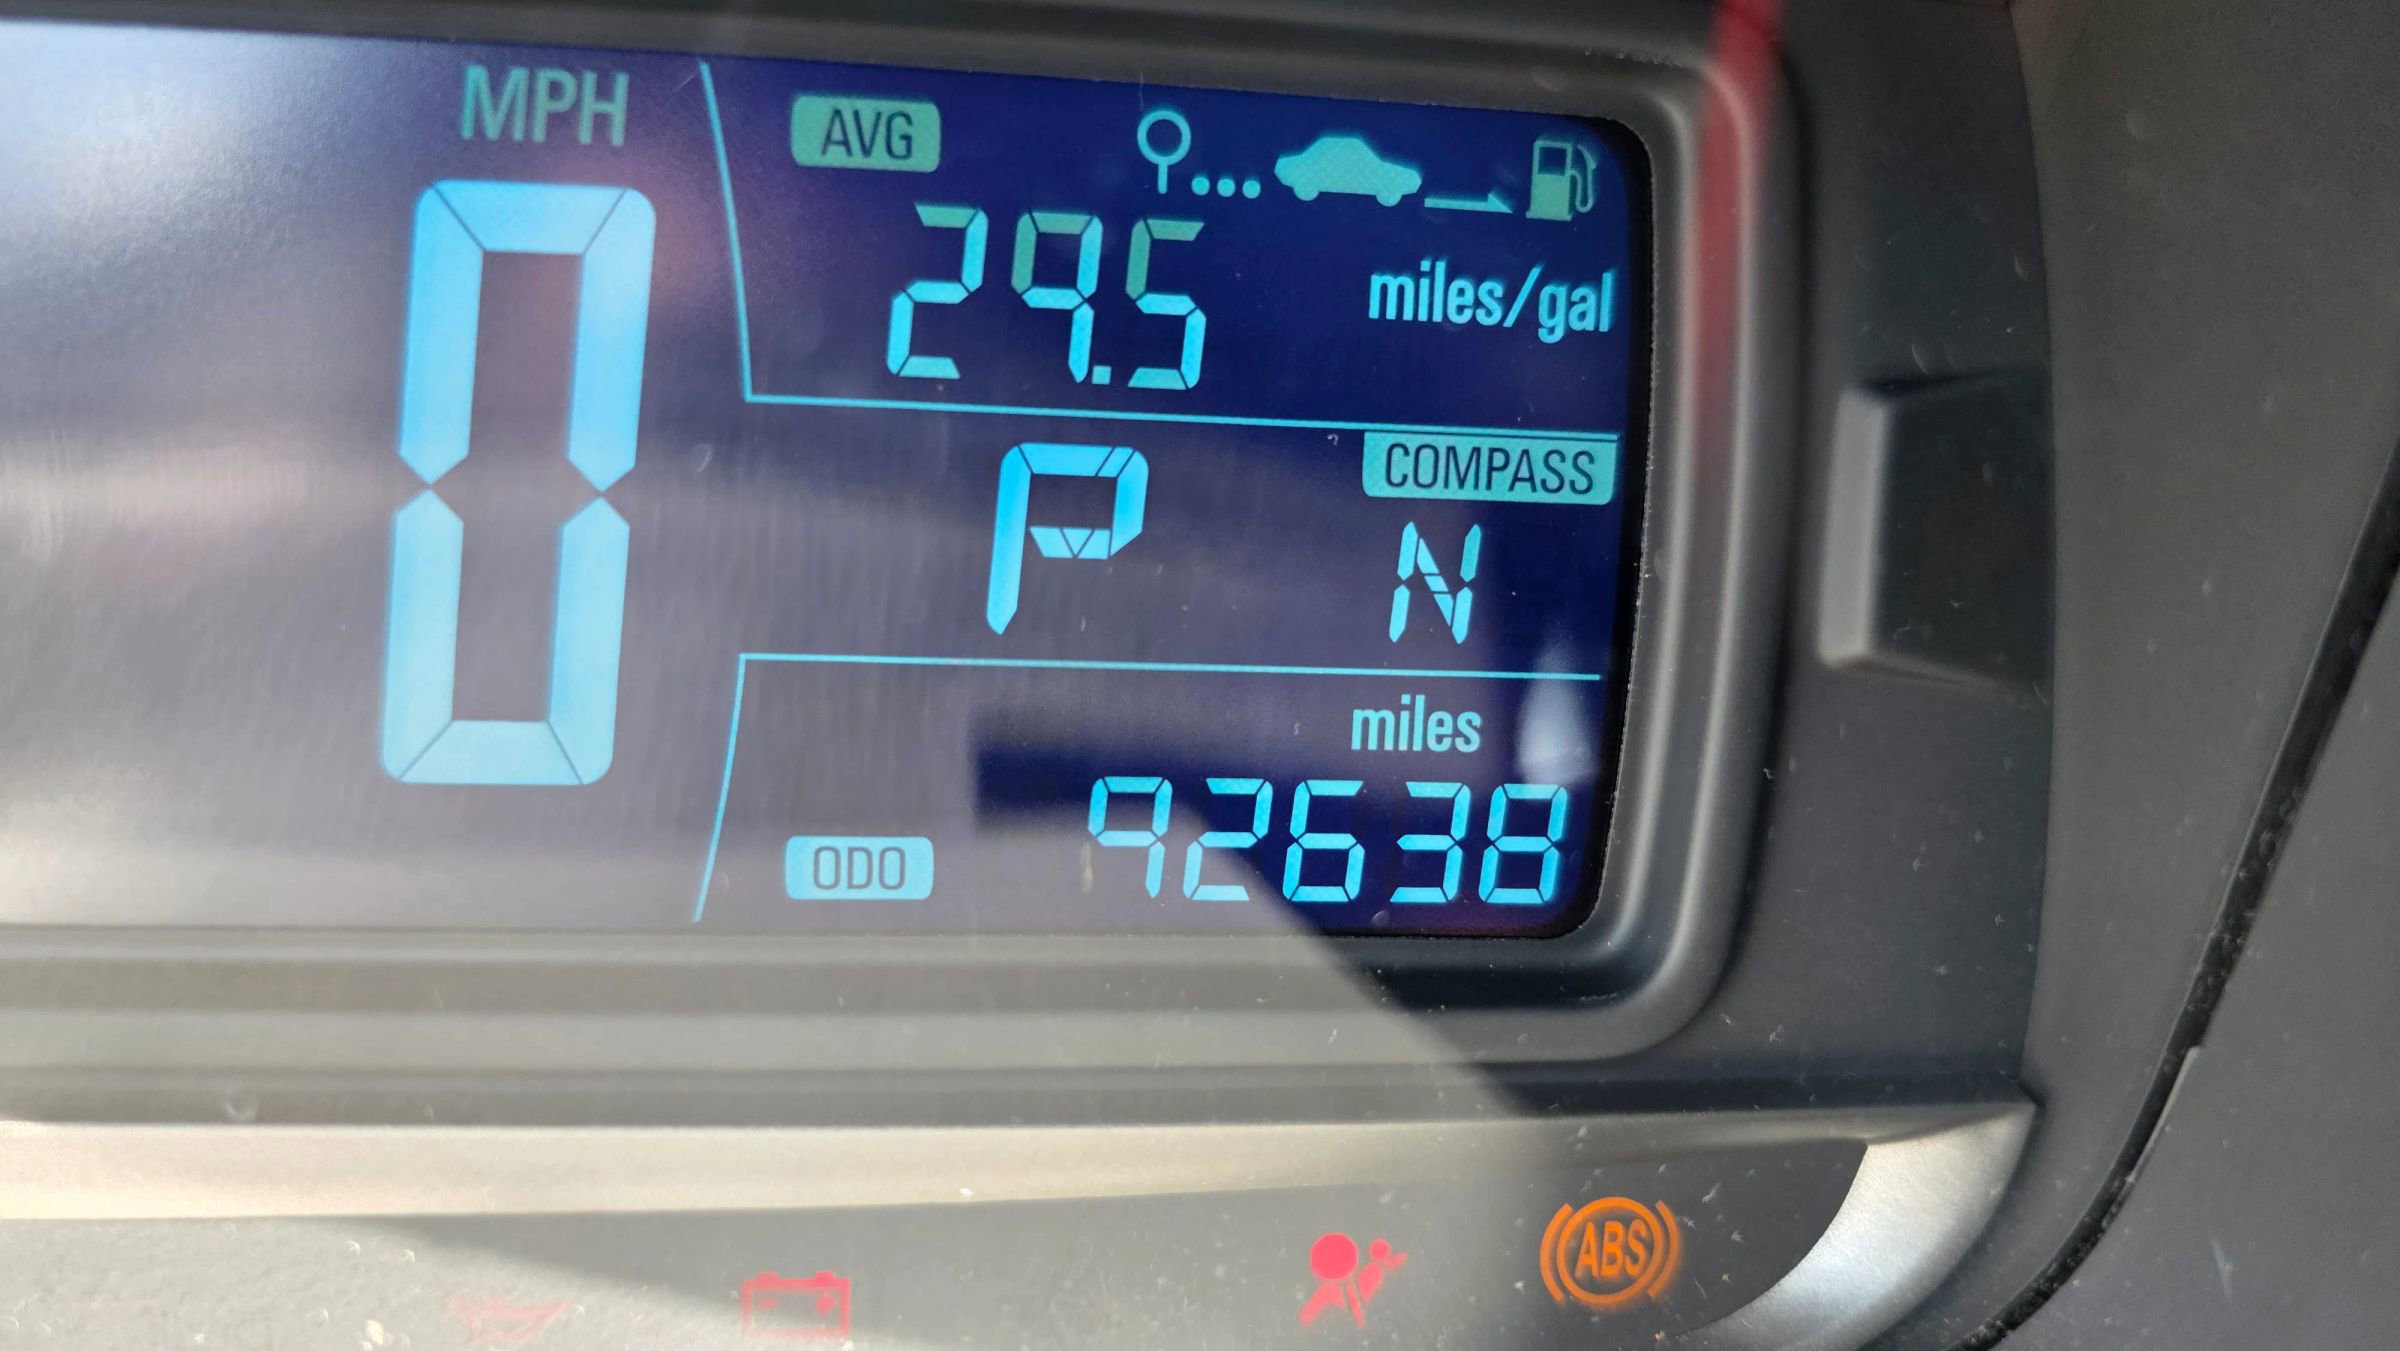 MPH
0
AVG
29.5
miles/gal
P
COMPASS
N
miles
ODO
92638
ABS